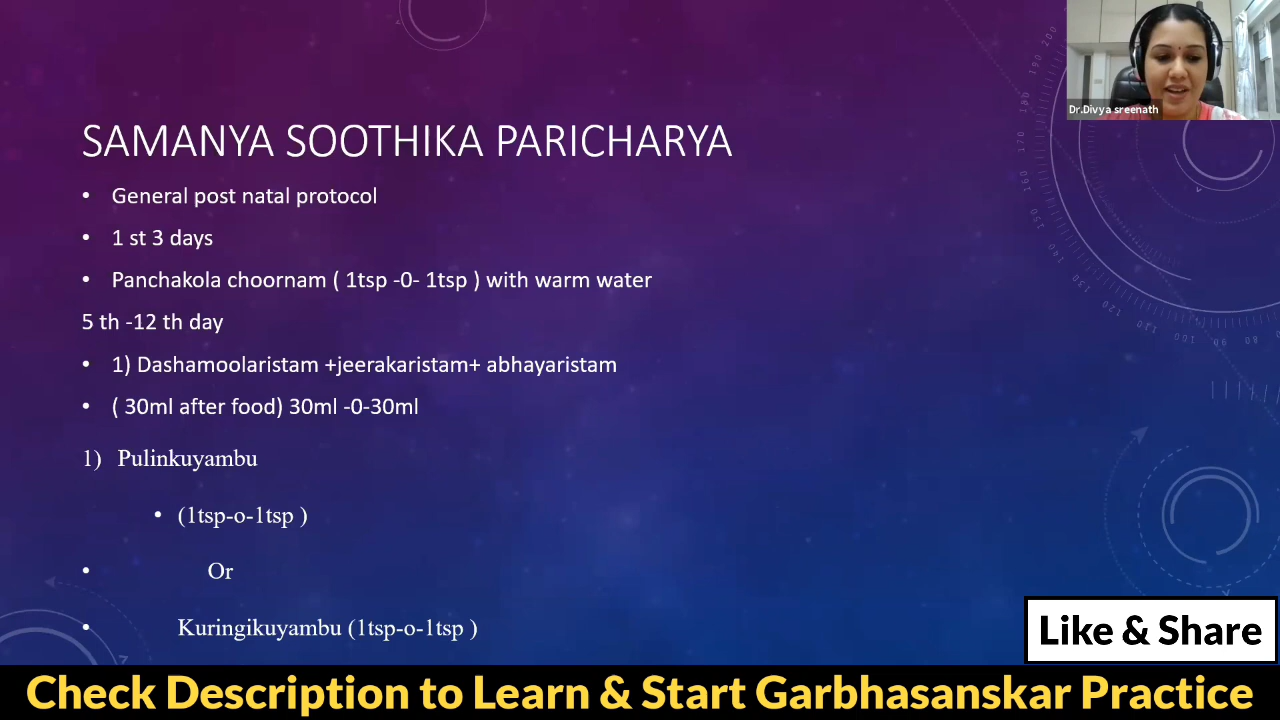 Dr.Divya sreenath
SAMANYA SOOTHIKA PARICHARYA
• General post natal protocol
• 1 st 3 days
• Panchakola choornam ( 1tsp -0- 1tsp ) with warm water
5 th -12 th day
• 1) Dashamoolaristam +jeerakaristam+ abhayaristam
• ( 30ml after food) 30ml -0-30ml
1) Pulinkuyambu
• (1tsp-o-1tsp )
• Or
• Kuringikuyambu (1tsp-o-1tsp )
Like & Share
Check Description to Learn & Start Garbhasanskar Practice